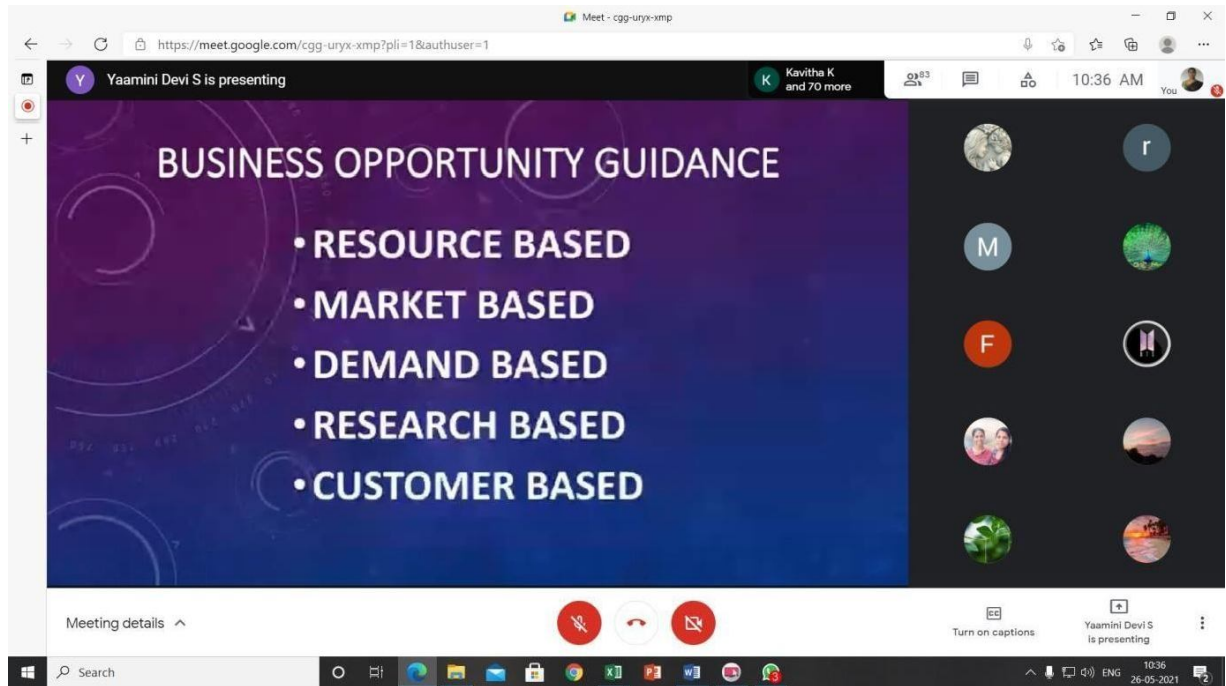 Meet - cgg-uryx-xmp
https://meet.google.com/cgg-uryx-xmp?pli=1&authuser=1
Y
Yaamini Devi S is presenting
K
Kavitha K
and 70 more
83
10:36 AM
You
BUSINESS OPPORTUNITY GUIDANCE
• RESOURCE BASED
• MARKET BASED
• DEMAND BASED
• RESEARCH BASED
• CUSTOMER BASED
r
M
F
Meeting details
CC
Turn on captions
Yaamini Devi S
is presenting
Search
ENG
10:36
26-05-2021
3
2